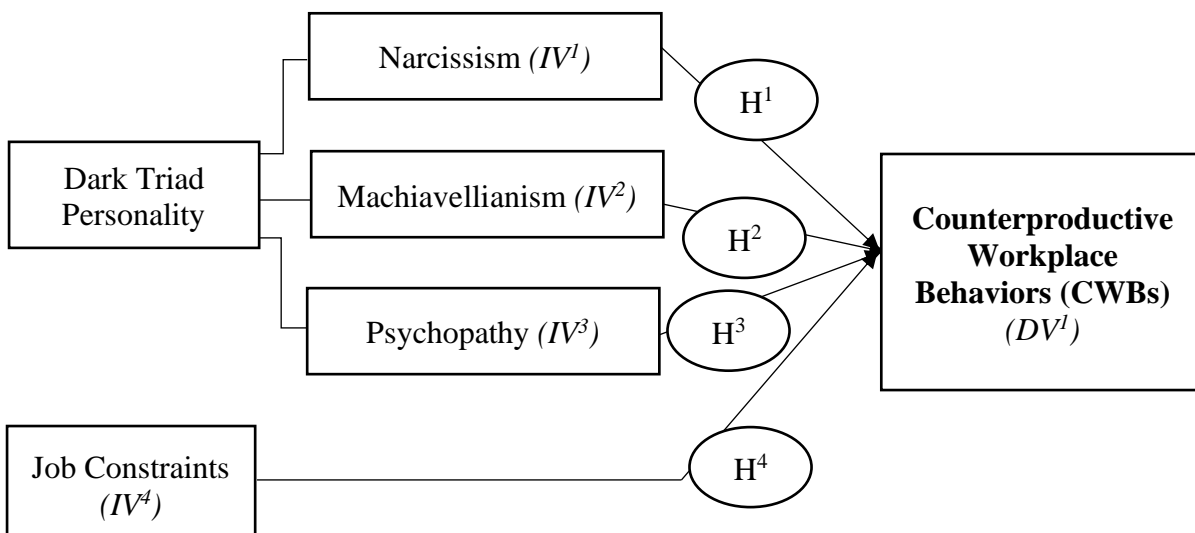 Narcissism (IV¹)
H¹
Dark Triad
Personality
Machiavellianism (IV²)
H²
Counterproductive
Workplace
Behaviors (CWBs)
(DV¹)
Psychopathy (IV³)
H³
Job Constraints
(IV⁴)
H⁴